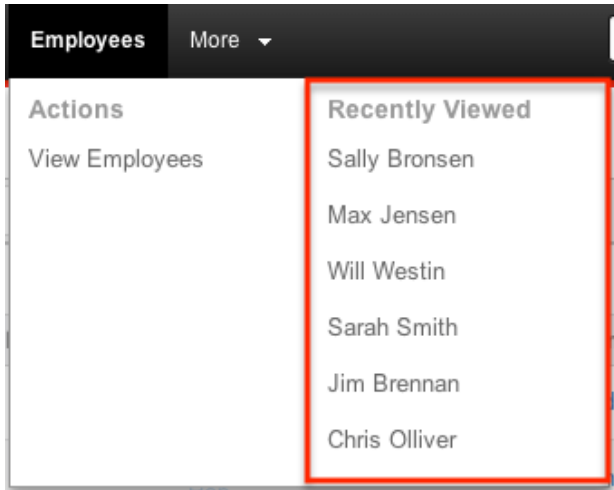 Employees More
Actions
View Employees
Recently Viewed
Sally Bronsen
Max Jensen
Will Westin
Sarah Smith
Jim Brennan
Chris Olliver